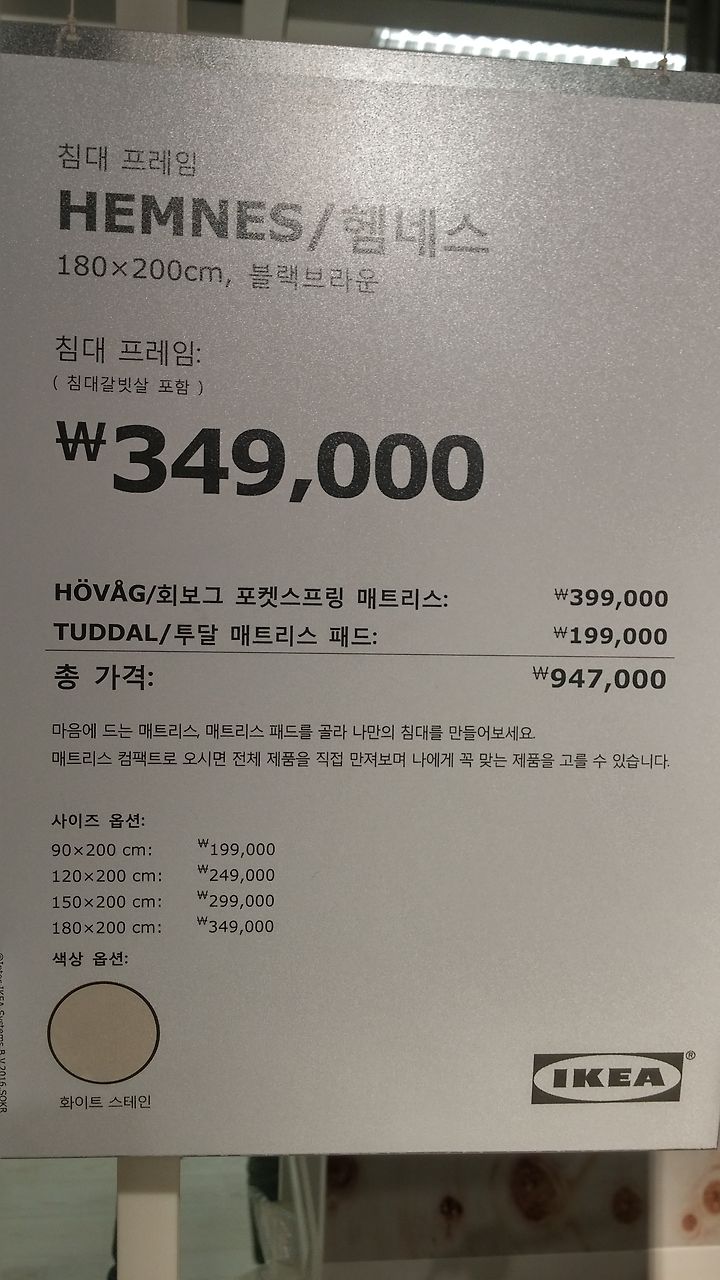 침대 프레임
HEMNES/헴네스
180×200cm, 블랙브라운
침대 프레임:
( 침대갈빗살 포함 )
₩349,000
HÖVÅG/회보그 포켓스프링 매트리스: ₩399,000
TUDDAL/투달 매트리스 패드: ₩199,000
총 가격: ₩947,000
마음에 드는 매트리스, 매트리스 패드를 골라 나만의 침대를 만들어보세요.
매트리스 컴팩트로 오시면 전체 제품을 직접 만져보며 나에게 꼭 맞는 제품을 고를 수 있습니다.
사이즈 옵션:
90×200 cm: ₩199,000
120×200 cm: ₩249,000
150×200 cm: ₩299,000
180×200 cm: ₩349,000
색상 옵션:
화이트 스테인
IKEA®
©Inter IKEA Systems B.V. 2016 SOKR